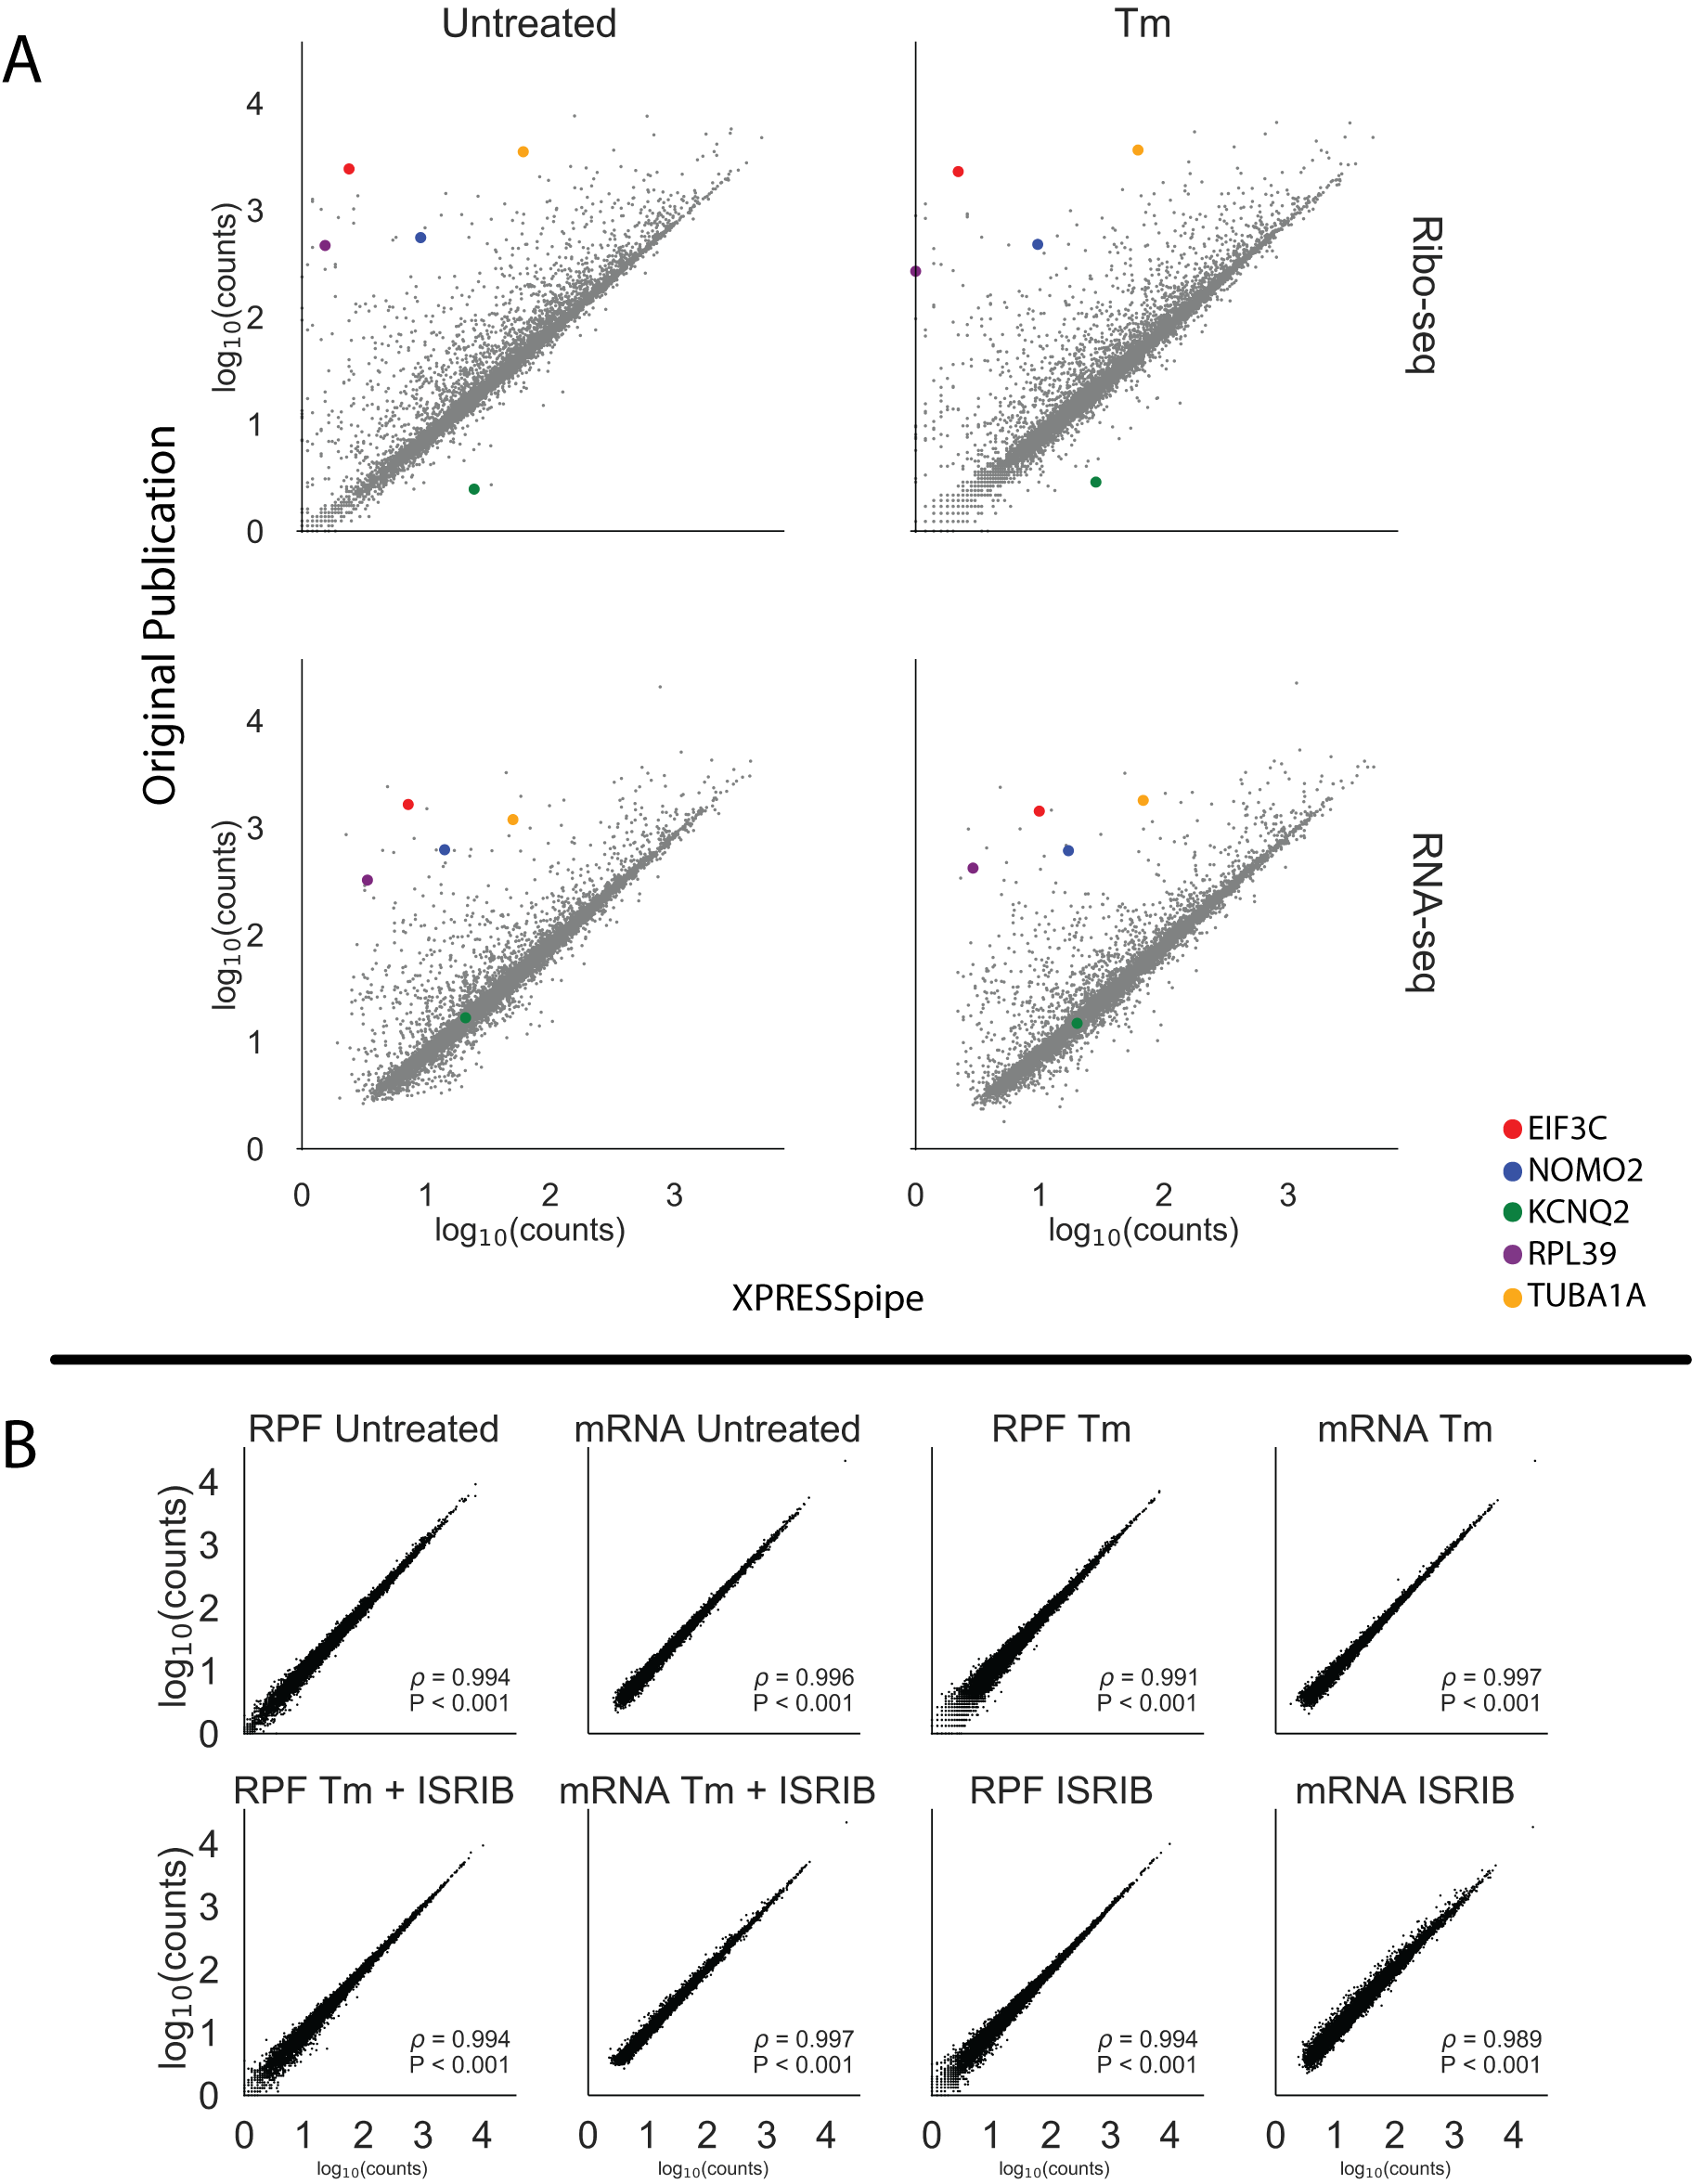 A
Untreated
Tm
4
3
2
1
0
log10(counts)
Ribo-seq
Original Publication
4
3
2
1
0
log10(counts)
RNA-seq
0 1 2 3
0 1 2 3
log10(counts)
log10(counts)
XPRESSpipe
EIF3C
NOMO2
KCNQ2
RPL39
TUBA1A
B
RPF Untreated
mRNA Untreated
RPF Tm
mRNA Tm
4
3
2
1
0
log10(counts)
ρ = 0.994
P < 0.001
ρ = 0.996
P < 0.001
ρ = 0.991
P < 0.001
ρ = 0.997
P < 0.001
RPF Tm + ISRIB
mRNA Tm + ISRIB
RPF ISRIB
mRNA ISRIB
4
3
2
1
0
log10(counts)
ρ = 0.994
P < 0.001
ρ = 0.997
P < 0.001
ρ = 0.994
P < 0.001
ρ = 0.989
P < 0.001
0 1 2 3 4
0 1 2 3 4
0 1 2 3 4
0 1 2 3 4
log10(counts)
log10(counts)
log10(counts)
log10(counts)